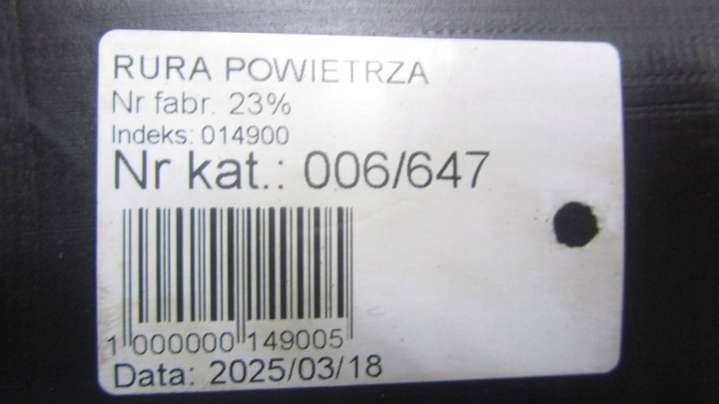 RURA POWIETRZA
Nr fabr. 23%
Indeks: 014900
Nr kat.: 006/647
1 000000 149005
Data: 2025/03/18